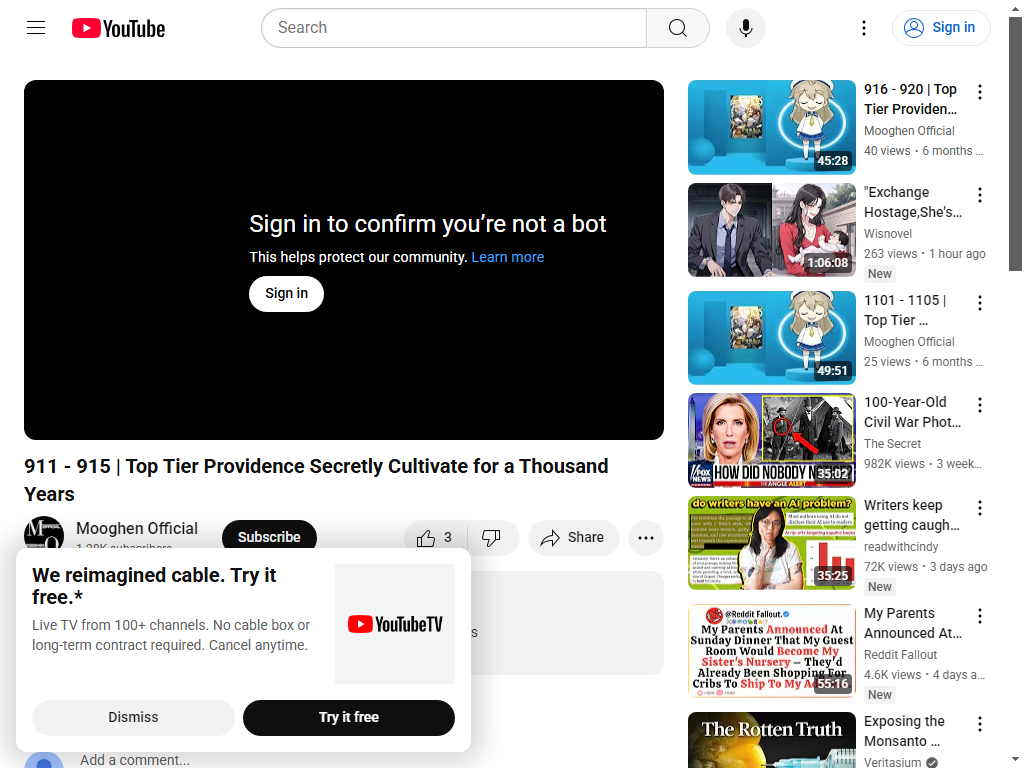 YouTube
Search
Sign in
Sign in to confirm you’re not a bot
This helps protect our community. Learn more
Sign in
911 - 915 | Top Tier Providence Secretly Cultivate for a Thousand
Years
Mooghen Official
Subscribe
3
Share
We reimagined cable. Try it
free.*
Live TV from 100+ channels. No cable box or
long-term contract required. Cancel anytime.
YouTubeTV
Dismiss
Try it free
Add a comment...
916 - 920 | Top
Tier Providen...
Mooghen Official
40 views • 6 months ...
45:28
"Exchange
Hostage,She's...
Wisnovel
263 views • 1 hour ago
New
1:06:08
1101 - 1105 |
Top Tier ...
Mooghen Official
25 views • 6 months ...
49:51
100-Year-Old
Civil War Phot...
The Secret
982K views • 3 week...
FOX
NEWS
HOW DID NOBODY NOTICE?
THE ANGLE ALERT
35:02
Writers keep
getting caugh...
readwithcindy
72K views • 3 days ago
New
do writers have an AI problem?
35:25
My Parents
Announced At...
Reddit Fallout
4.6K views • 4 days a...
New
@Reddit Fallout.
My Parents Announced At
Sunday Dinner That My Guest
Room Would Become My
Sister's Nursery – They'd
Already Been Shopping For
Cribs To Ship To My
55:16
Exposing the
Monsanto ...
Veritasium
The Rotten Truth